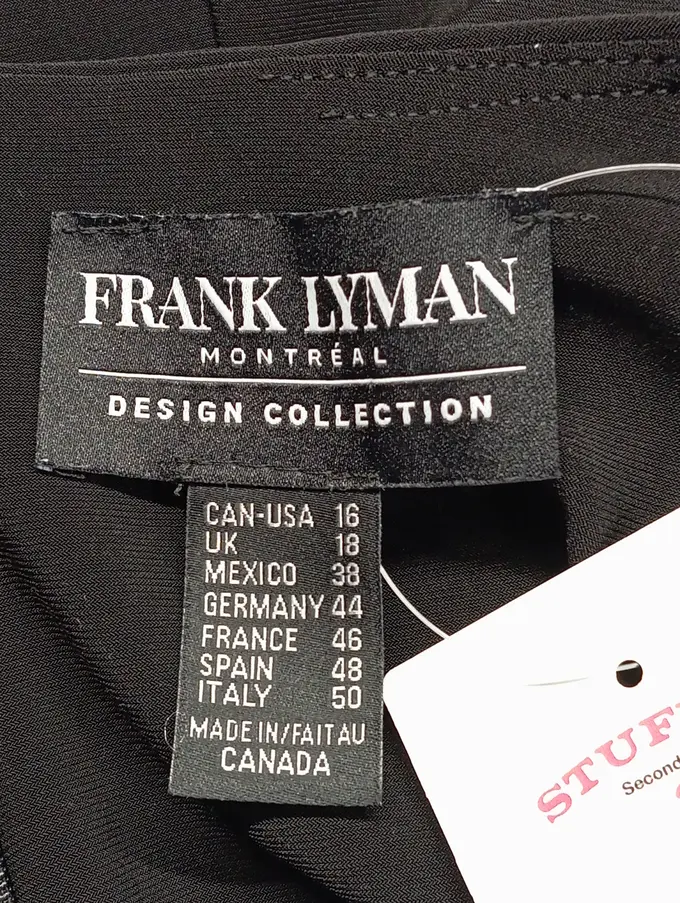 FRANK LYMAN
MONTRÉAL
DESIGN COLLECTION
CAN-USA 16
UK 18
MEXICO 38
GERMANY 44
FRANCE 46
SPAIN 48
ITALY 50
MADE IN/FAIT AU
CANADA
Second